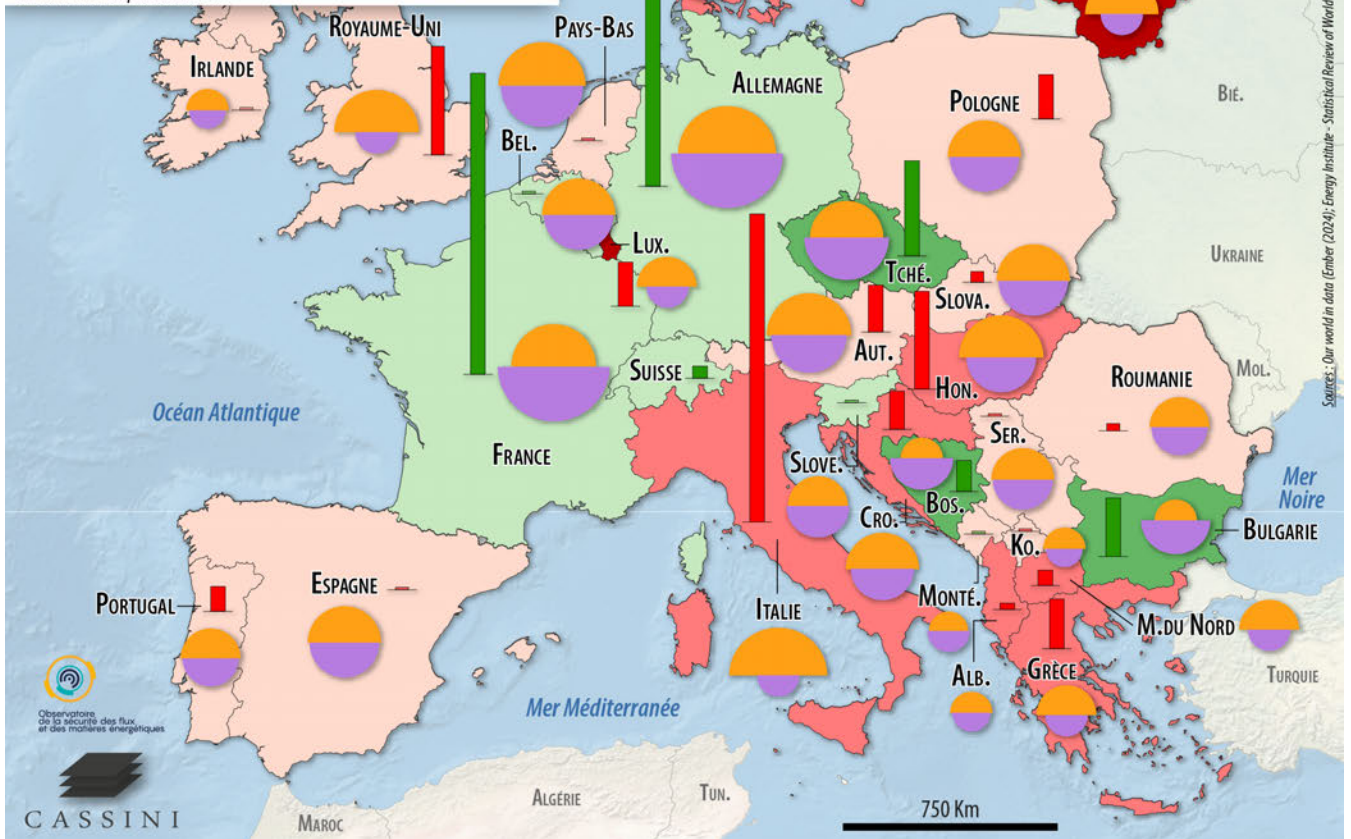 ROYAUME-UNI
PAYS-BAS
IRLANDE
ALLEMAGNE
POLOGNE
BIÉ.
BEL.
LUX.
TCHÉ.
UKRAINE
SLOVA.
AUT.
SUISSE
HON.
ROUMANIE
MOL.
Océan Atlantique
FRANCE
SER.
SLOVE.
Mer
Noire
BOS.
CRO.
BULGARIE
KO.
ESPAGNE
PORTUGAL
MONTÉ.
ITALIE
M.DU NORD
ALB.
GRÈCE
TURQUIE
Mer Méditerranée
Observatoire
de la sécurité des flux
et des matières énergétiques
CASSINI
ALGÉRIE
TUN.
MAROC
750 Km
Sources : Our world in data (Ember (2024); Energy Institute - Statistical Review of World